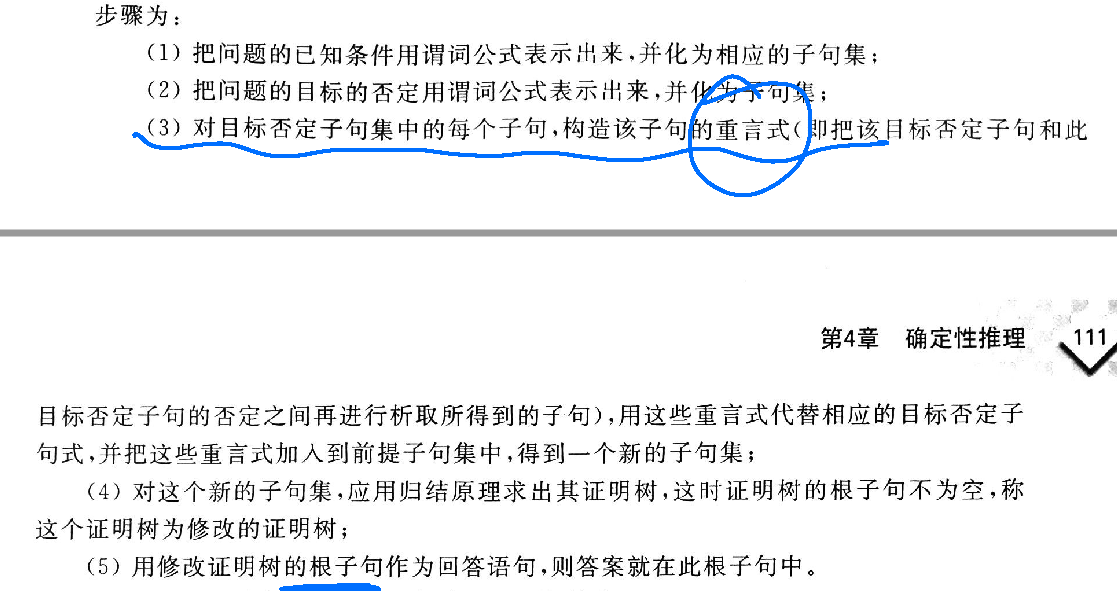 步骤为:
(1) 把问题的已知条件用谓词公式表示出来,并化为相应的子句集;
(2) 把问题的目标的否定用谓词公式表示出来,并化为子句集;
(3) 对目标否定子句集中的每个子句,构造该子句的重言式(即把该目标否定子句和此
第4章 确定性推理 111
目标否定子句的否定之间再进行析取所得到的子句),用这些重言式代替相应的目标否定子
句式,并把这些重言式加入到前提子句集中,得到一个新的子句集;
(4) 对这个新的子句集,应用归结原理求出其证明树,这时证明树的根子句不为空,称
这个证明树为修改的证明树;
(5) 用修改证明树的根子句作为回答语句,则答案就在此根子句中。